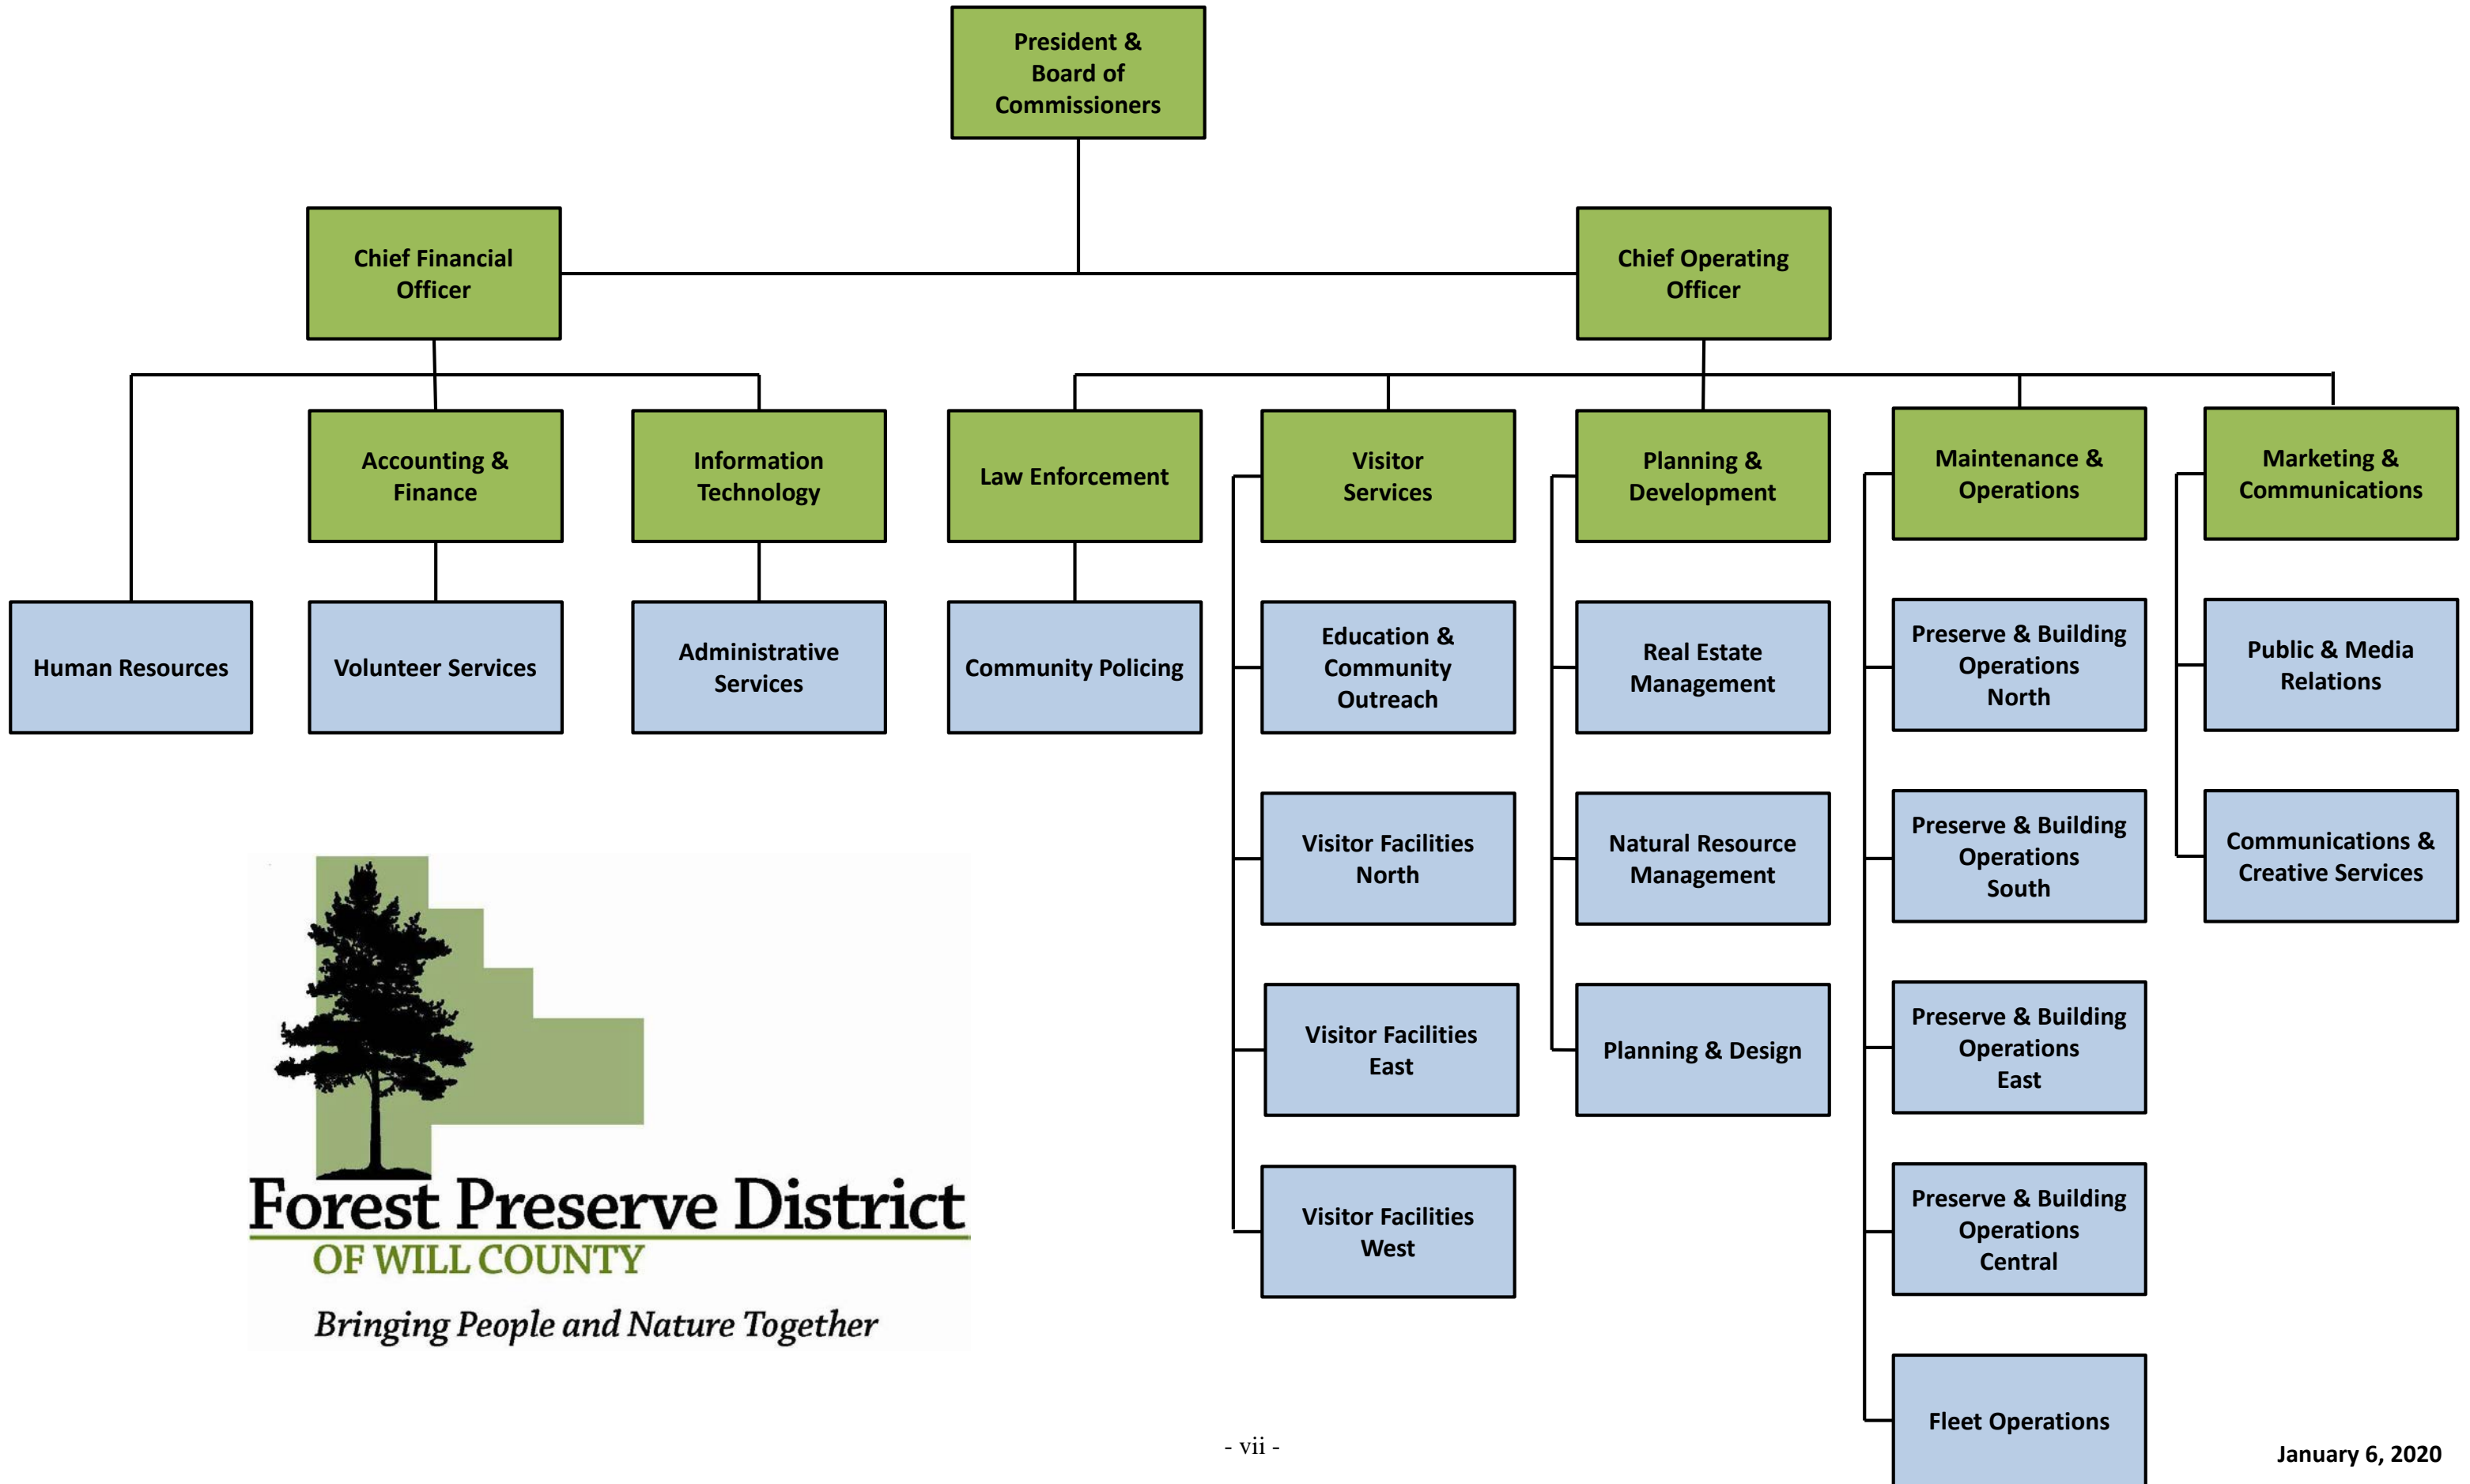 President &
Board of
Commissioners
Chief Financial
Officer
Chief Operating
Officer
Accounting &
Finance
Information
Technology
Law Enforcement
Visitor
Services
Planning &
Development
Maintenance &
Operations
Marketing &
Communications
Human Resources
Volunteer Services
Administrative
Services
Community Policing
Education &
Community
Outreach
Real Estate
Management
Preserve & Building
Operations
North
Public & Media
Relations
Visitor Facilities
North
Natural Resource
Management
Preserve & Building
Operations
South
Communications &
Creative Services
Visitor Facilities
East
Planning & Design
Preserve & Building
Operations
East
Visitor Facilities
West
Preserve & Building
Operations
Central
Fleet Operations
Forest Preserve District
OF WILL COUNTY
Bringing People and Nature Together
- vii -
January 6, 2020